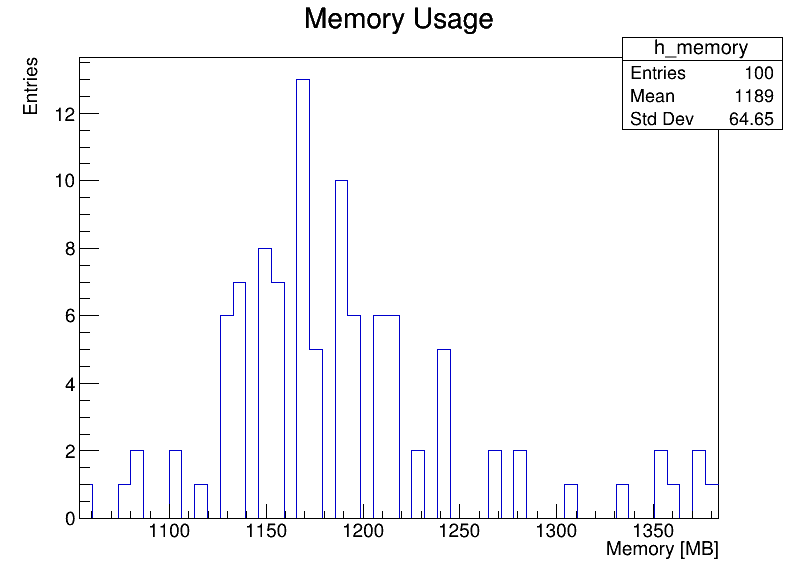 Memory Usage
h_memory
Entries 100
Mean 1189
Std Dev 64.65
Entries
12
10
8
6
4
2
0
1100 1150 1200 1250 1300 1350
Memory [MB]